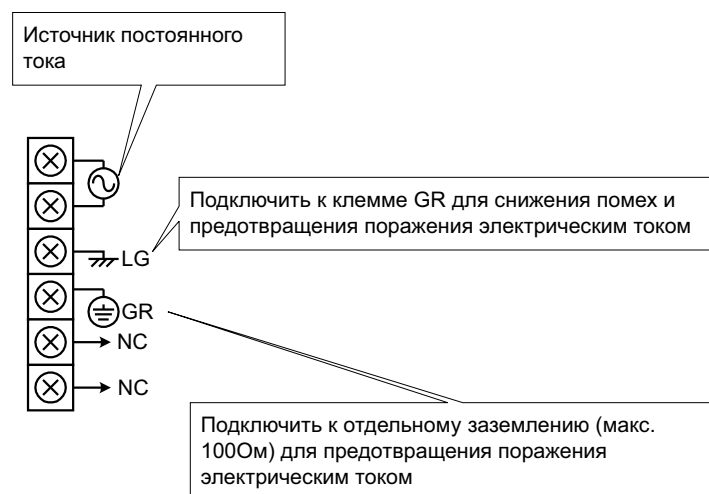 Источник постоянного
тока
Подключить к клемме GR для снижения помех и
предотвращения поражения электрическим током
LG
GR
NC
NC
Подключить к отдельному заземлению (макс.
100Ом) для предотвращения поражения
электрическим током